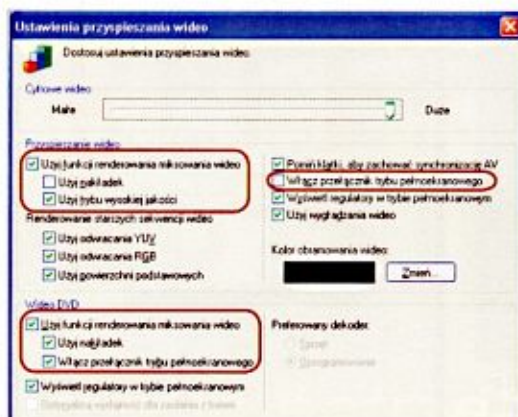 Ustawienia przyspieszania wideo
Dostosuj ustawienia przyspieszania wideo.
Cyfrowe wideo
Małe
Duże
Przyspieszanie wideo
Użyj funkcji renderowania miksowania wideo
Użyj nakładek
Użyj trybu wysokiej jakości
Renderowanie starszych sekwencji wideo
Użyj odwracania YUV
Użyj odwracania RGB
Użyj powierzchni podstawowych
Pomiń klatki, aby zachować synchronizację AV
Włącz przełącznik trybu pełnoekranowego
Wyświetl regulatory w trybie pełnoekranowym
Użyj wygładzania wideo
Kolor obramowania wideo:
Zmień...
Wideo DVD
Użyj funkcji renderowania miksowania wideo
Użyj nakładek
Włącz przełącznik trybu pełnoekranowego
Wyświetl regulatory w trybie pełnoekranowym
Preferowany dekoder:
Sprzęt
Oprogramowanie